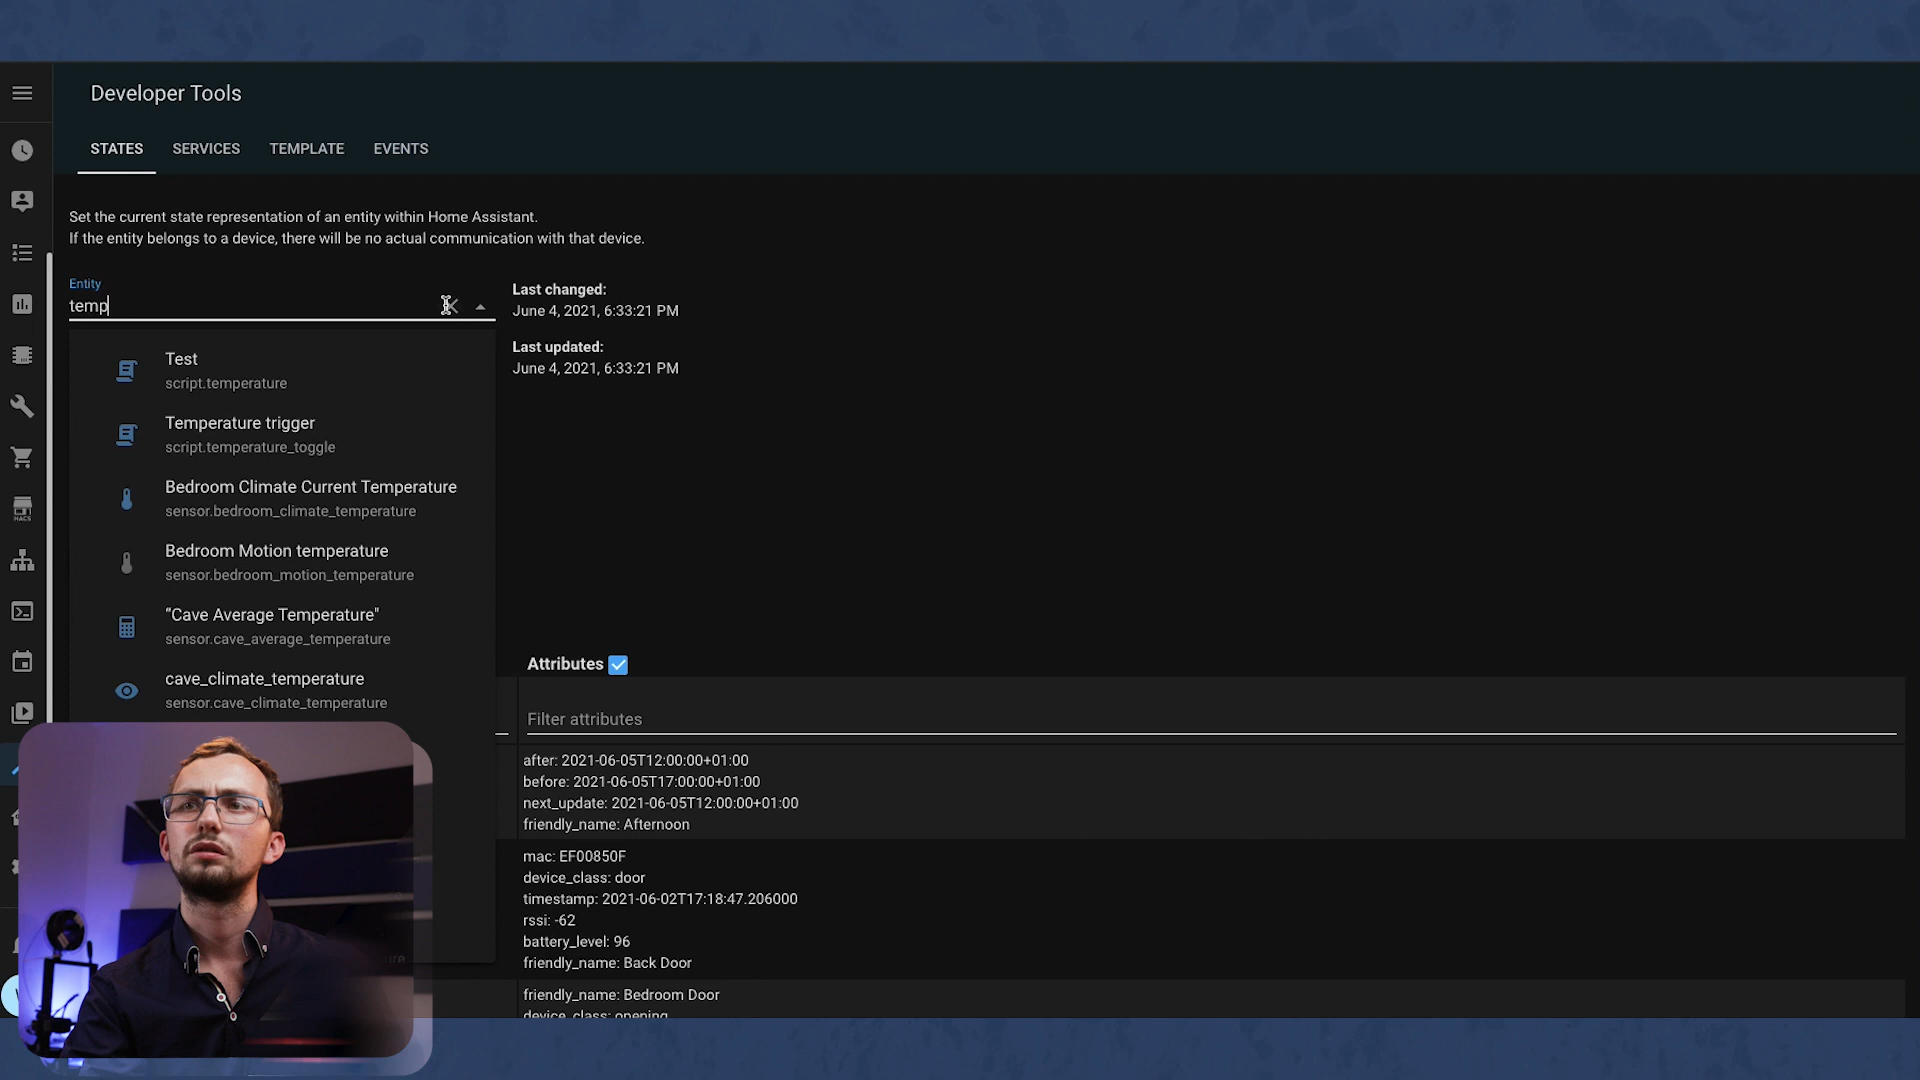 Developer Tools
STATES SERVICES TEMPLATE EVENTS
Set the current state representation of an entity within Home Assistant.
If the entity belongs to a device, there will be no actual communication with that device.
Entity
temp
Last changed:
June 4, 2021, 6:33:21 PM
Last updated:
June 4, 2021, 6:33:21 PM
Test
script.temperature
Temperature trigger
script.temperature_toggle
Bedroom Climate Current Temperature
sensor.bedroom_climate_temperature
Bedroom Motion temperature
sensor.bedroom_motion_temperature
“Cave Average Temperature"
sensor.cave_average_temperature
cave_climate_temperature
sensor.cave_climate_temperature
HACS
Attributes
Filter attributes
after: 2021-06-05T12:00:00+01:00
before: 2021-06-05T17:00:00+01:00
next_update: 2021-06-05T12:00:00+01:00
friendly_name: Afternoon
mac: EF00850F
device_class: door
timestamp: 2021-06-02T17:18:47.206000
rssi: -62
battery_level: 96
friendly_name: Back Door
friendly_name: Bedroom Door
device_class: opening